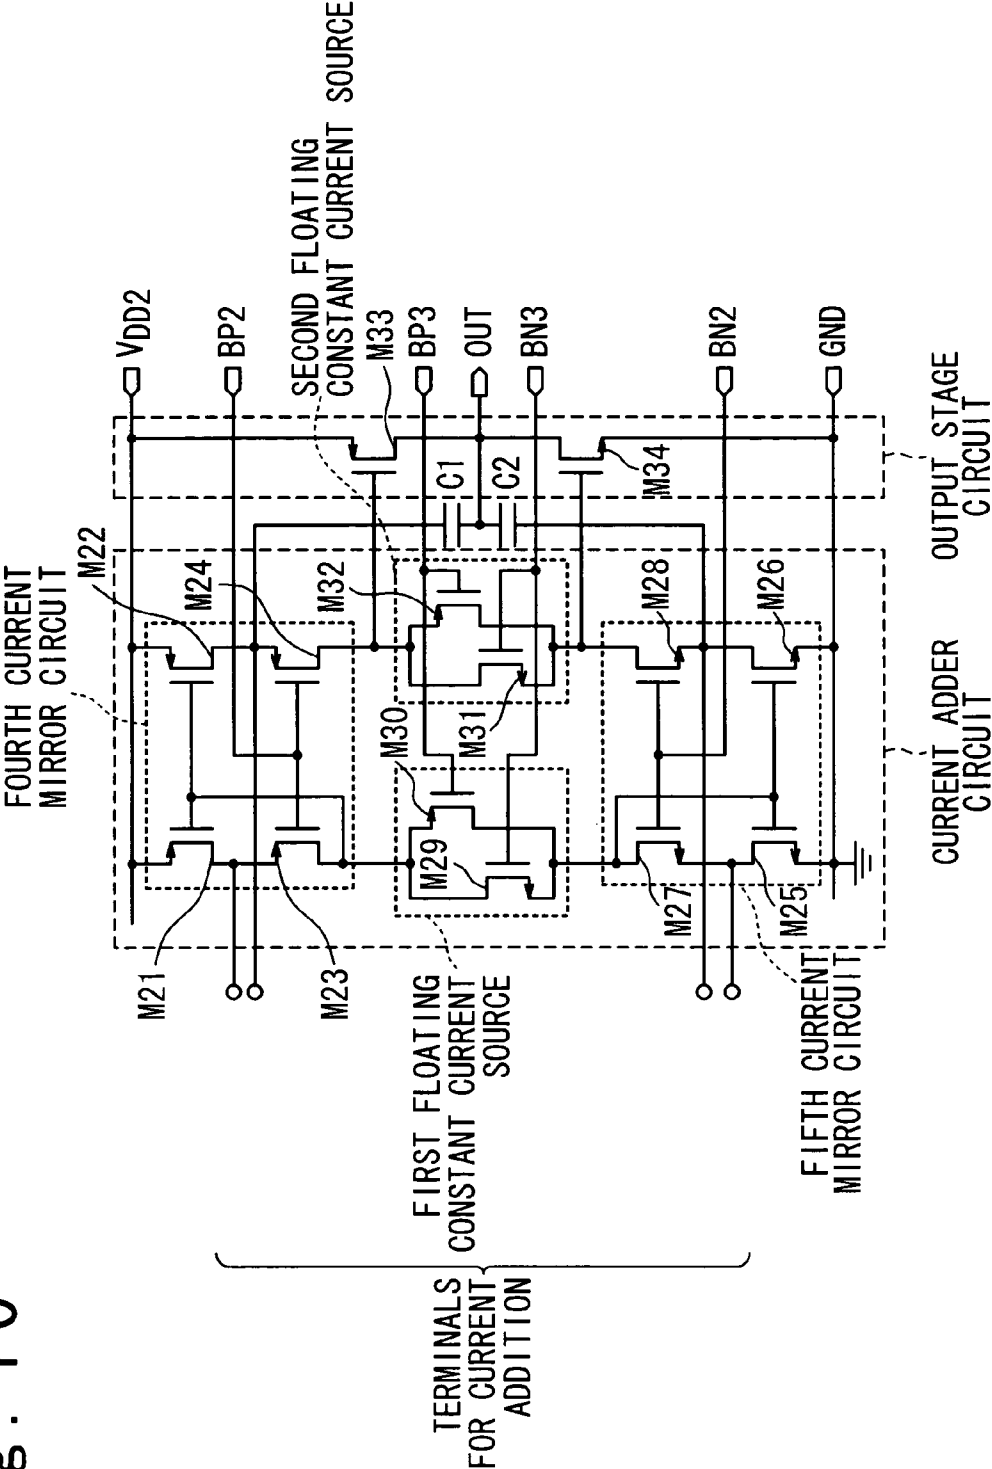 g. 10
FOURTH CURRENT
MIRROR CIRCUIT
M22
M24
M21
M23
VDD2
BP2
SECOND FLOATING
CONSTANT CURRENT SOURCE
M33
BP3
OUT
BN3
BN2
GND
C1
C2
M34
M32
M31
M30
M29
M28
M26
M27
M25
FIRST FLOATING
CONSTANT CURRENT
SOURCE
FIFTH CURRENT
MIRROR CIRCUIT
CURRENT ADDER
CIRCUIT
OUTPUT STAGE
CIRCUIT
TERMINALS
FOR CURRENT
ADDITION